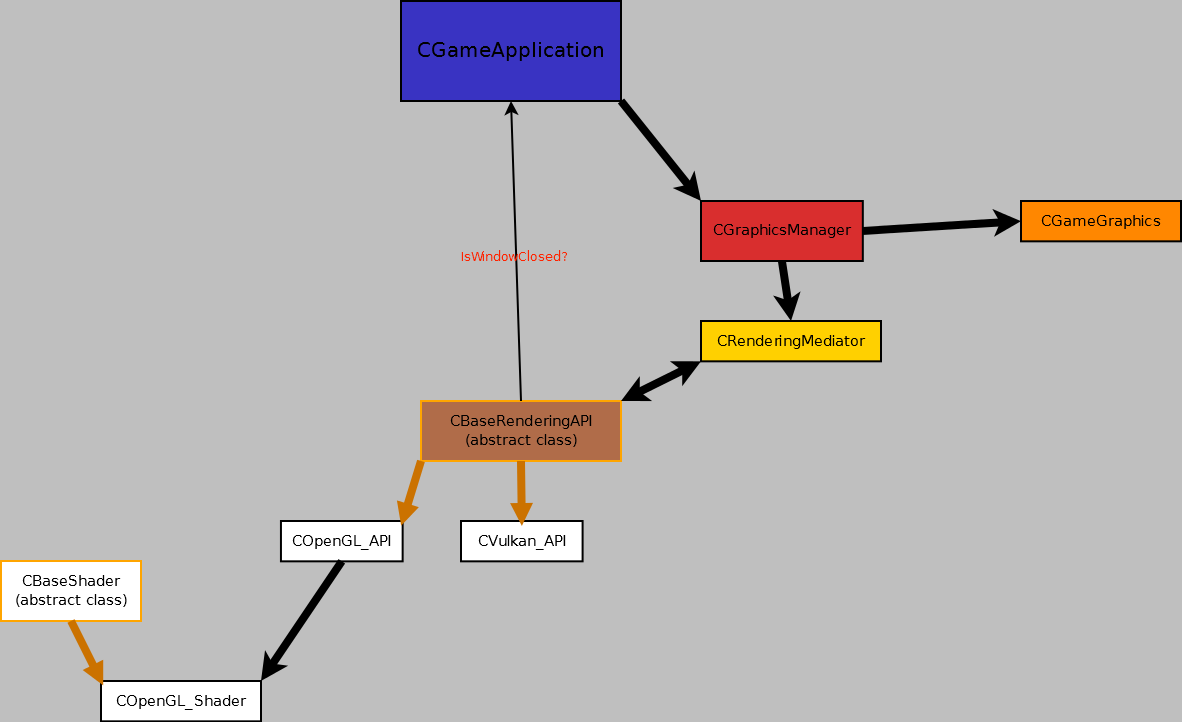 CGameApplication
CGraphicsManager
CGameGraphics
IsWindowClosed?
CRenderingMediator
CBaseRenderingAPI
(abstract class)
COpenGL_API
CVulkan_API
CBaseShader
(abstract class)
COpenGL_Shader